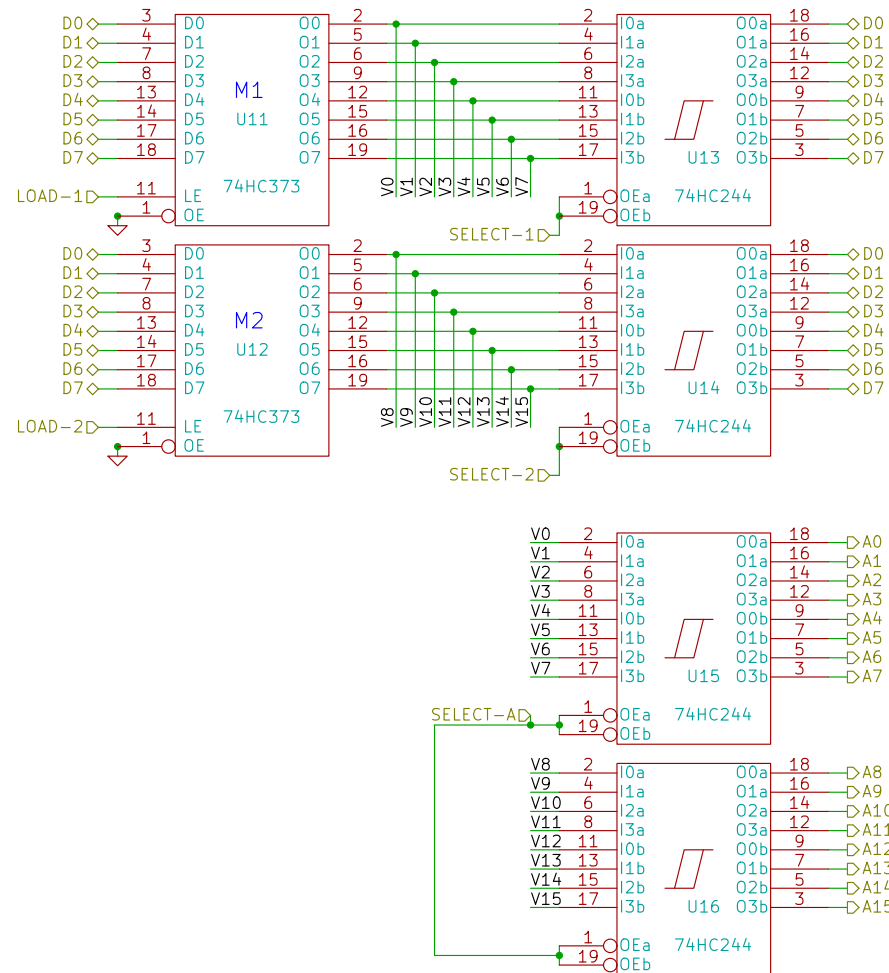 D0 3 D0 O0 2 2 I0a O0a 18 D0
D1 4 D1 O1 5 4 I1a O1a 16 D1
D2 7 D2 O2 6 6 I2a O2a 14 D2
D3 8 D3 O3 9 8 I3a O3a 12 D3
D4 13 D4 M1 O4 12 11 I0b O0b 9 D4
D5 14 D5 U11 O5 15 13 I1b O1b 7 D5
D6 17 D6 O6 16 15 I2b O2b 5 D6
D7 18 D7 O7 19 17 I3b U13 O3b 3 D7
V0 V1 V2 V3 V4 V5 V6 V7
LOAD-1 11 LE 74HC373 1 OEa 74HC244
1 OE 19 OEb
SELECT-1
D0 3 D0 O0 2 2 I0a O0a 18 D0
D1 4 D1 O1 5 4 I1a O1a 16 D1
D2 7 D2 O2 6 6 I2a O2a 14 D2
D3 8 D3 O3 9 8 I3a O3a 12 D3
D4 13 D4 M2 O4 12 11 I0b O0b 9 D4
D5 14 D5 U12 O5 15 13 I1b O1b 7 D5
D6 17 D6 O6 16 15 I2b O2b 5 D6
D7 18 D7 O7 19 17 I3b U14 O3b 3 D7
V8 V9 V10 V11 V12 V13 V14 V15
LOAD-2 11 LE 74HC373 1 OEa 74HC244
1 OE 19 OEb
SELECT-2
V0 2 I0a O0a 18 A0
V1 4 I1a O1a 16 A1
V2 6 I2a O2a 14 A2
V3 8 I3a O3a 12 A3
V4 11 I0b O0b 9 A4
V5 13 I1b O1b 7 A5
V6 15 I2b O2b 5 A6
V7 17 I3b U15 O3b 3 A7
SELECT-A 1 OEa 74HC244
19 OEb
V8 2 I0a O0a 18 A8
V9 4 I1a O1a 16 A9
V10 6 I2a O2a 14 A10
V11 8 I3a O3a 12 A11
V12 11 I0b O0b 9 A12
V13 13 I1b O1b 7 A13
V14 15 I2b O2b 5 A14
V15 17 I3b U16 O3b 3 A15
1 OEa 74HC244
19 OEb